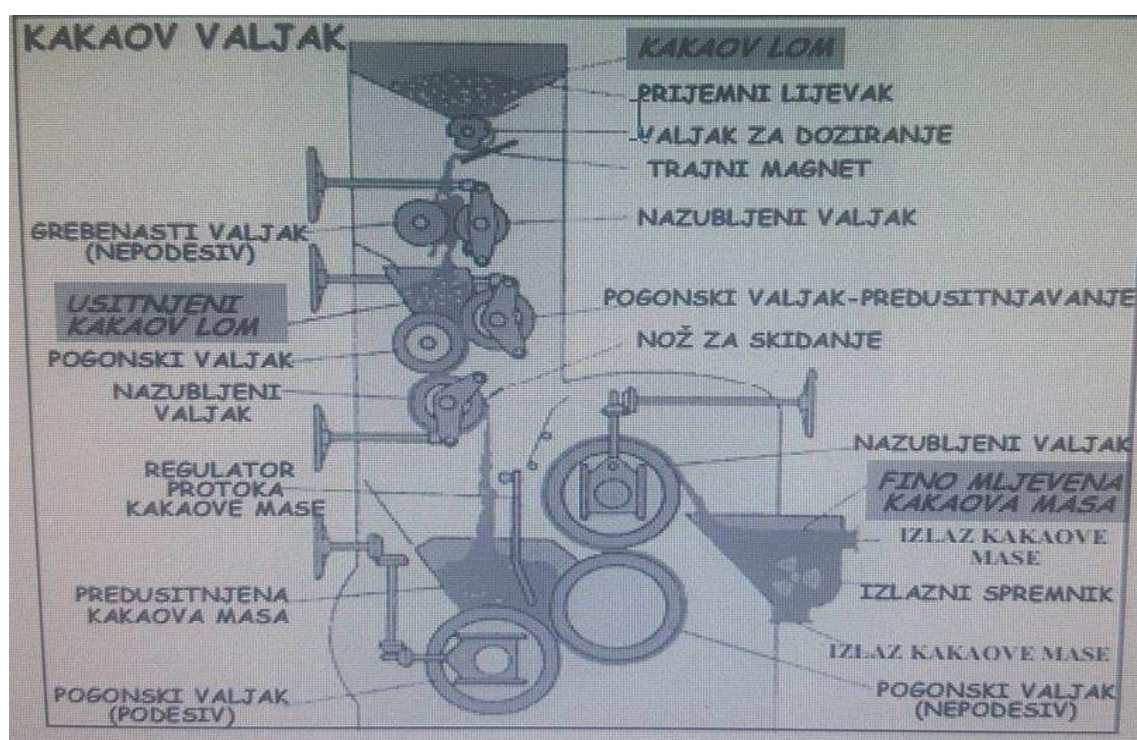 KAKAOV VALJAK
KAKAOV LOM
PRIJEMNI LIJEVAK
VALJAK ZA DOZIRANJE
TRAJNI MAGNET
GREBENASTI VALJAK
(NEPODESIV)
NAZUBLJENI VALJAK
USITNJENI
KAKAOV LOM
POGONSKI VALJAK-PREDUSITNJAVANJE
NOŽ ZA SKIDANJE
POGONSKI VALJAK
NAZUBLJENI
VALJAK
REGULATOR
PROTOKA
KAKAOVE MASE
NAZUBLJENI VALJAK
FINO MLJEVENA
KAKAOVA MASA
IZLAZ KAKAOVE
MASE
PREDUSITNJENA
KAKAOVA MASA
IZLAZNI SPREMNIK
IZLAZ KAKAOVE MASE
POGONSKI VALJAK
(PODESIV)
POGONSKI VALJAK
(NEPODESIV)